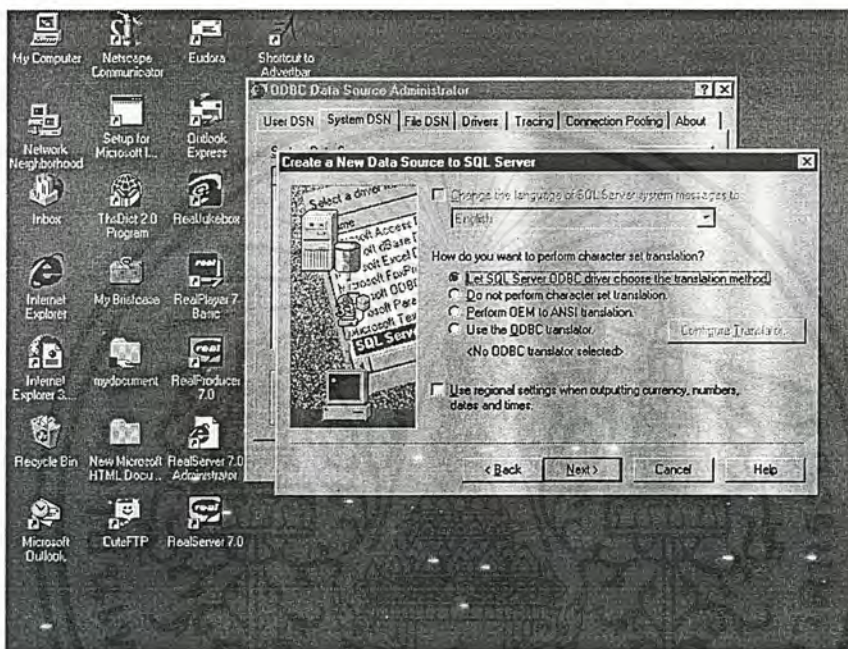 My Computer
Netscape
Communicator
Eudora
Shortcut to
Advertbar
Network
Neighborhood
Setup for
Microsoft I...
Outlook
Express
Inbox
ThsDict 2.0
Program
RealJukebox
Internet
Explorer
My Briefcase
RealPlayer 7
Basic
Internet
Explorer 3....
mydocument
RealProducer
7.0
Recycle Bin
New Microsoft
HTML Docu...
RealServer 7.0
Administrator
Microsoft
Outlook
CuteFTP
RealServer 7.0
ODBC Data Source Administrator
User DSN
System DSN
File DSN
Drivers
Tracing
Connection Pooling
About
Create a New Data Source to SQL Server
Select a driver
Change the language of SQL Server system messages to:
English
How do you want to perform character set translation?
Let SQL Server ODBC driver choose the translation method.
Do not perform character set translation.
Perform OEM to ANSI translation.
Use the ODBC translator.
Configure Translator...
<No ODBC translator selected>
Use regional settings when outputting currency, numbers,
dates and times.
SQL Serve
< Back
Next >
Cancel
Help